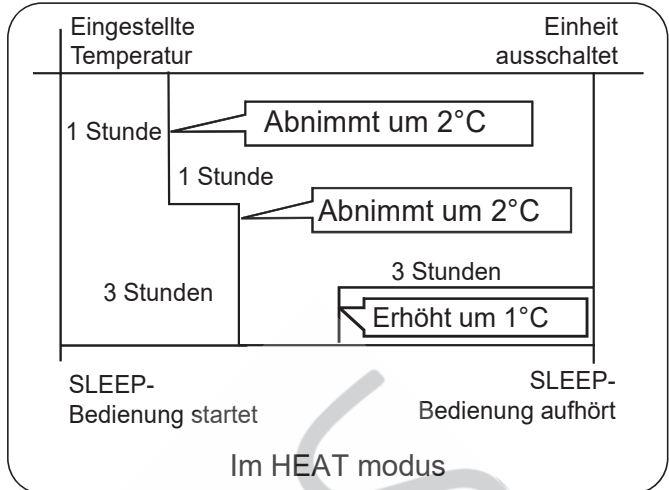 Eingestellte
Temperatur
Einheit
ausschaltet
1 Stunde
Abnimmt um 2°C
1 Stunde
Abnimmt um 2°C
3 Stunden
3 Stunden
Erhöht um 1°C
SLEEP-
Bedienung startet
SLEEP-
Bedienung aufhört
Im HEAT modus